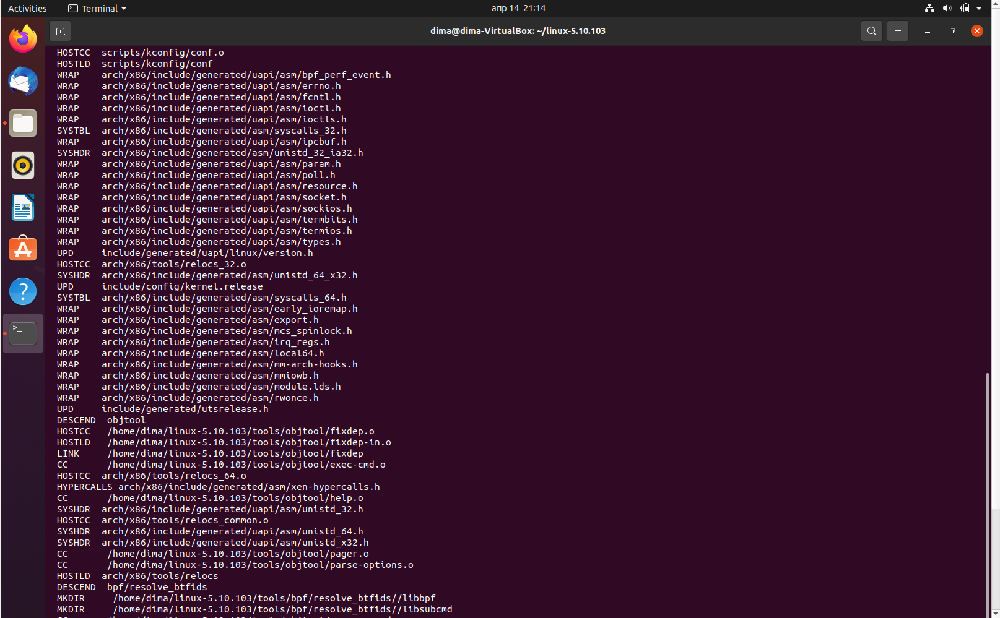 Activities
Terminal
апр 14 21:14
dima@dima-VirtualBox: ~/linux-5.10.103
HOSTCC scripts/kconfig/conf.o
HOSTLD scripts/kconfig/conf
WRAP arch/x86/include/generated/uapi/asm/bpf_perf_event.h
WRAP arch/x86/include/generated/uapi/asm/errno.h
WRAP arch/x86/include/generated/uapi/asm/fcntl.h
WRAP arch/x86/include/generated/uapi/asm/ioctl.h
WRAP arch/x86/include/generated/uapi/asm/ioctls.h
SYSTBL arch/x86/include/generated/asm/syscalls_32.h
WRAP arch/x86/include/generated/uapi/asm/ipcbuf.h
SYSHDR arch/x86/include/generated/asm/unistd_32_ia32.h
WRAP arch/x86/include/generated/uapi/asm/param.h
WRAP arch/x86/include/generated/uapi/asm/poll.h
WRAP arch/x86/include/generated/uapi/asm/resource.h
WRAP arch/x86/include/generated/uapi/asm/socket.h
WRAP arch/x86/include/generated/uapi/asm/sockios.h
WRAP arch/x86/include/generated/uapi/asm/termbits.h
WRAP arch/x86/include/generated/uapi/asm/termios.h
WRAP arch/x86/include/generated/uapi/asm/types.h
UPD include/generated/uapi/linux/version.h
HOSTCC arch/x86/tools/relocs_32.o
SYSHDR arch/x86/include/generated/asm/unistd_64_x32.h
UPD include/config/kernel.release
SYSTBL arch/x86/include/generated/asm/syscalls_64.h
WRAP arch/x86/include/generated/asm/early_ioremap.h
WRAP arch/x86/include/generated/asm/export.h
WRAP arch/x86/include/generated/asm/mcs_spinlock.h
WRAP arch/x86/include/generated/asm/irq_regs.h
WRAP arch/x86/include/generated/asm/local64.h
WRAP arch/x86/include/generated/asm/mm-arch-hooks.h
WRAP arch/x86/include/generated/asm/mmiowb.h
WRAP arch/x86/include/generated/asm/module.lds.h
WRAP arch/x86/include/generated/asm/rwonce.h
UPD include/generated/utsrelease.h
DESCEND objtool
HOSTCC /home/dima/linux-5.10.103/tools/objtool/fixdep.o
HOSTLD /home/dima/linux-5.10.103/tools/objtool/fixdep-in.o
LINK /home/dima/linux-5.10.103/tools/objtool/fixdep
CC /home/dima/linux-5.10.103/tools/objtool/exec-cmd.o
HOSTCC arch/x86/tools/relocs_64.o
HYPERCALLS arch/x86/include/generated/asm/xen-hypercalls.h
CC /home/dima/linux-5.10.103/tools/objtool/help.o
SYSHDR arch/x86/include/generated/uapi/asm/unistd_32.h
HOSTCC arch/x86/tools/relocs_common.o
SYSHDR arch/x86/include/generated/uapi/asm/unistd_64.h
SYSHDR arch/x86/include/generated/uapi/asm/unistd_x32.h
CC /home/dima/linux-5.10.103/tools/objtool/pager.o
CC /home/dima/linux-5.10.103/tools/objtool/parse-options.o
HOSTLD arch/x86/tools/relocs
DESCEND bpf/resolve_btfids
MKDIR /home/dima/linux-5.10.103/tools/bpf/resolve_btfids//libbpf
MKDIR /home/dima/linux-5.10.103/tools/bpf/resolve_btfids//libsubcmd